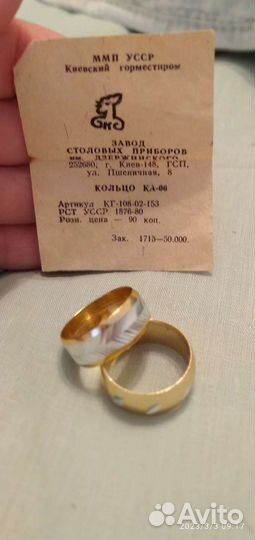 ММП УССР
Киевский горместпром
ЗАВОД
СТОЛОВЫХ ПРИБОРОВ
им. ДЗЕРЖИНСКОГО
252680, г. Киев-148, ГСП,
ул. Пшеничная, 8
КОЛЬЦО КА-06
Артикул КГ-108-02-153
РСТ УССР 1876-80
Розн. цена — 90 коп.
Зак. 1715—50.000.
2023/3/3 09:17
Avito